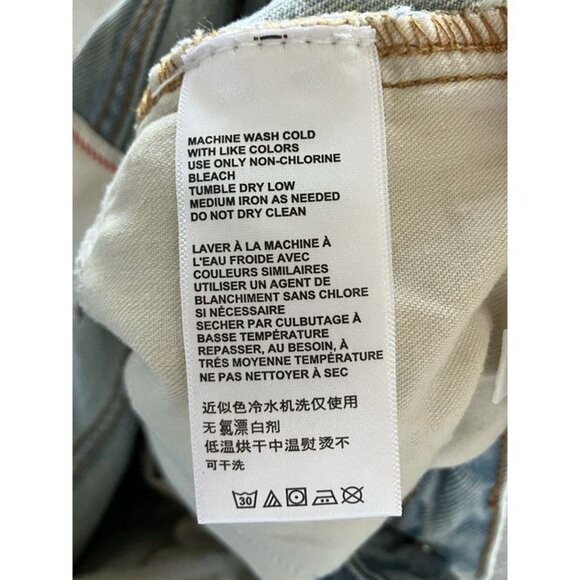 MACHINE WASH COLD
WITH LIKE COLORS
USE ONLY NON-CHLORINE
BLEACH
TUMBLE DRY LOW
MEDIUM IRON AS NEEDED
DO NOT DRY CLEAN
LAVER À LA MACHINE À
L'EAU FROIDE AVEC
COULEURS SIMILAIRES
UTILISER UN AGENT DE
BLANCHIMENT SANS CHLORE
SI NÉCESSAIRE
SECHER PAR CULBUTAGE À
BASSE TEMPÉRATURE
REPASSER, AU BESOIN, À
TRÉS MOYENNE TEMPÉRATURE
NE PAS NETTOYER À SEC
近似色冷水机洗仅使用
无氯漂白剂
低温烘干中温熨烫不
可干洗
30